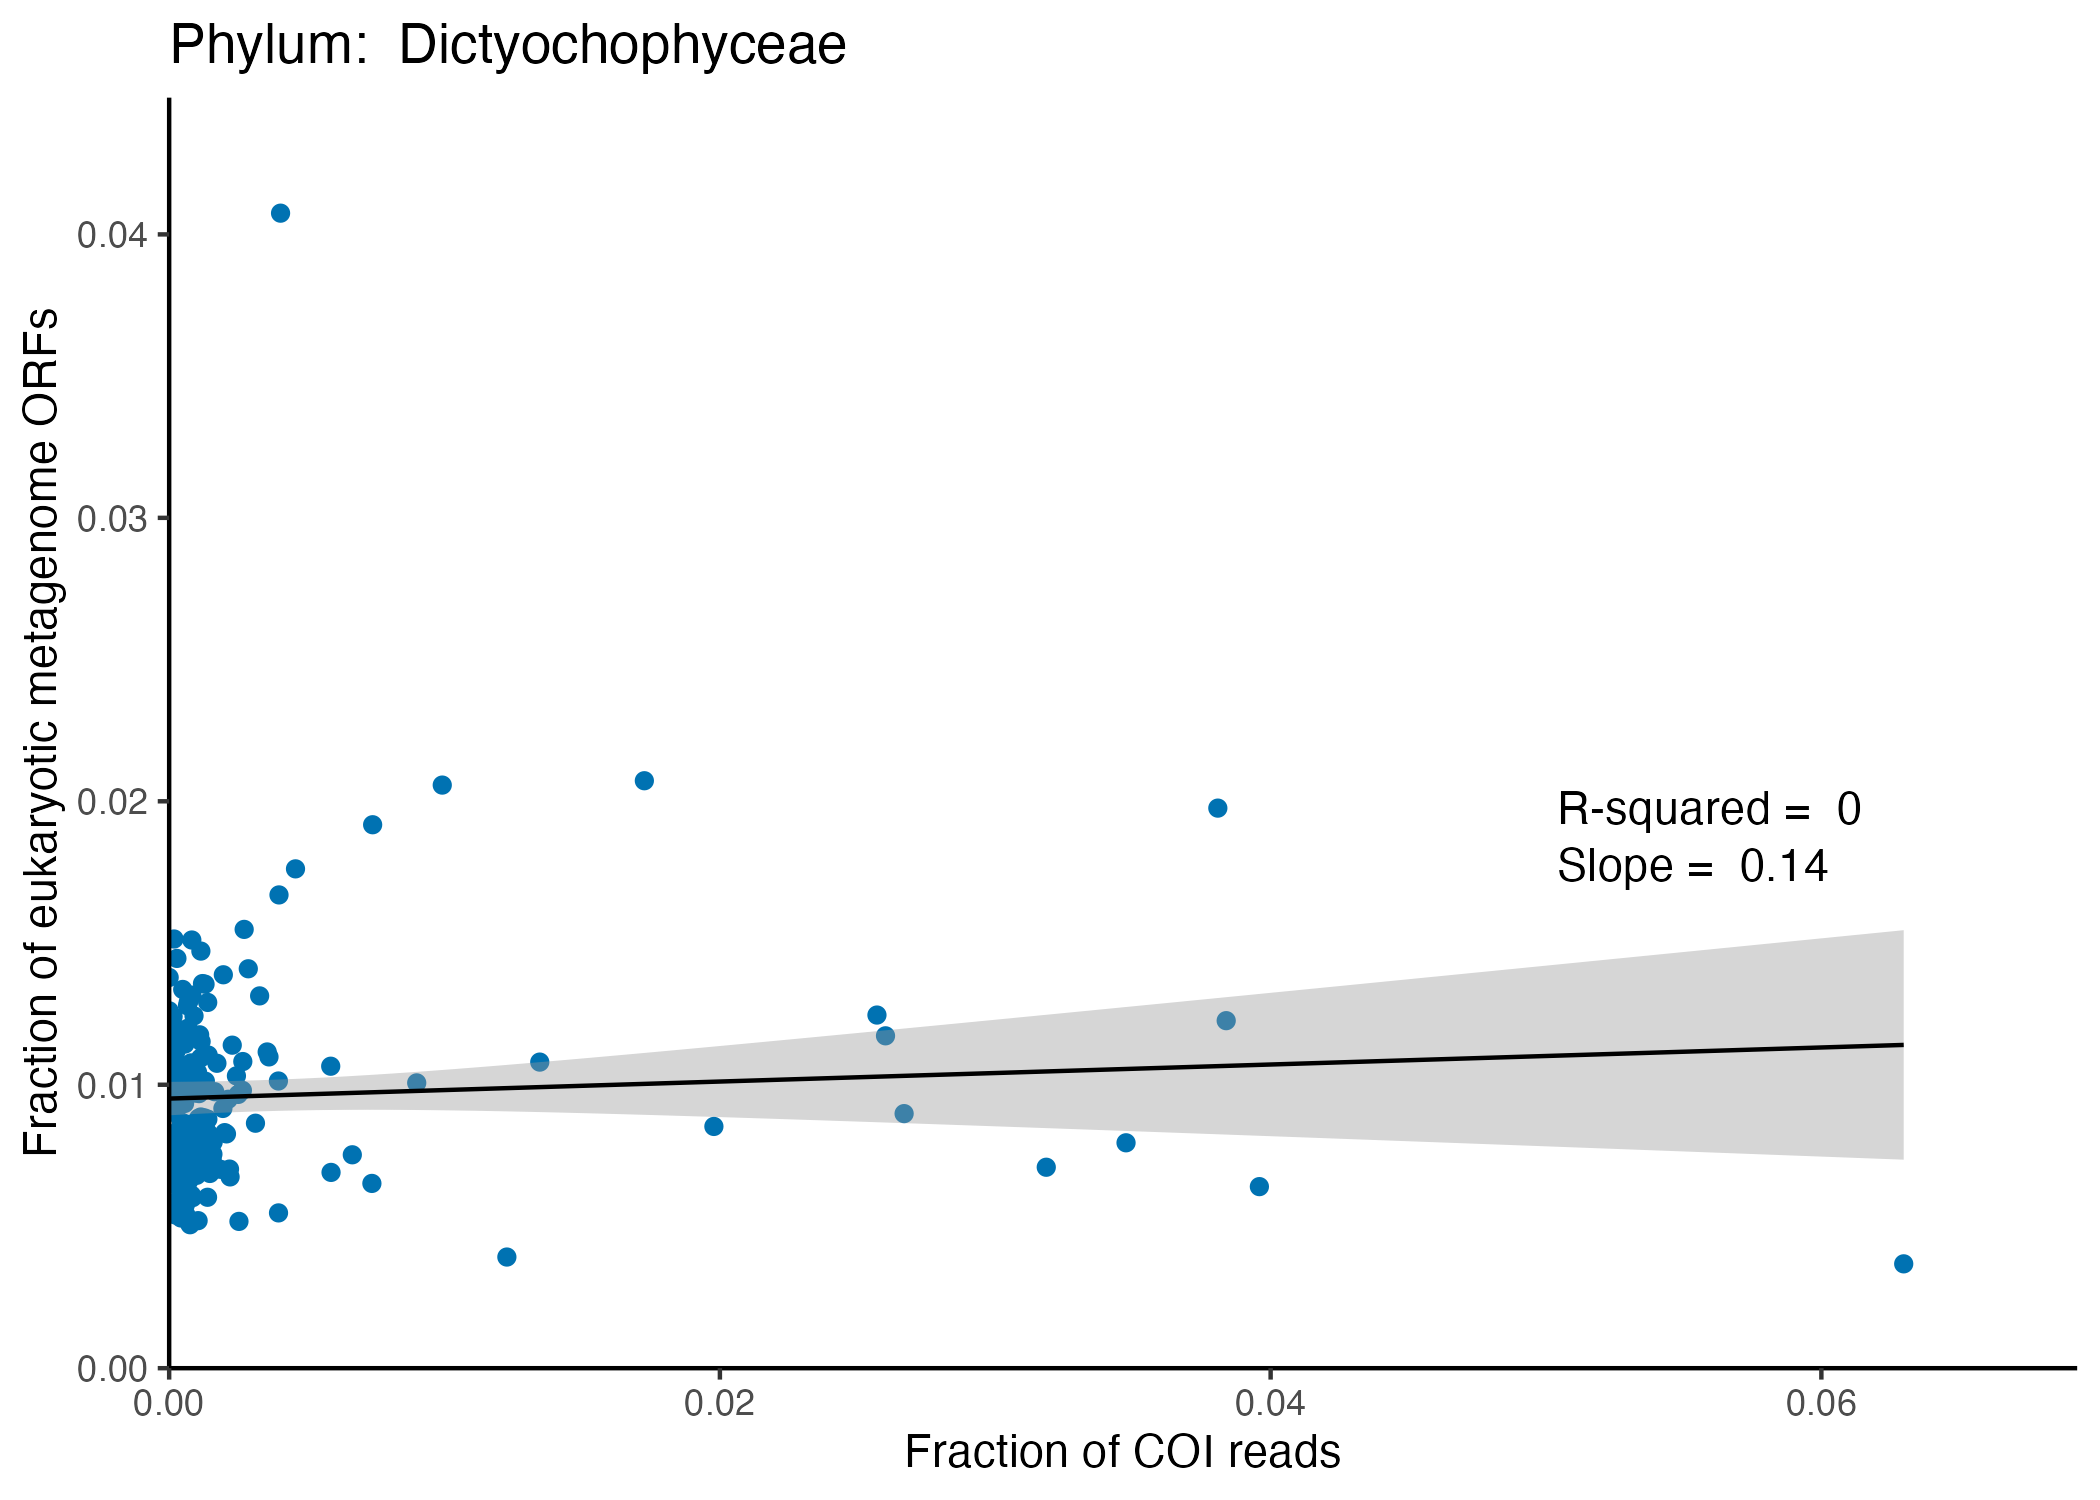 Phylum:  Dictyochophyceae
Fraction of eukaryotic metagenome ORFs
0.04
0.03
0.02
0.01
0.00
R-squared =  0
Slope =  0.14
0.00 0.02 0.04 0.06
Fraction of COI reads